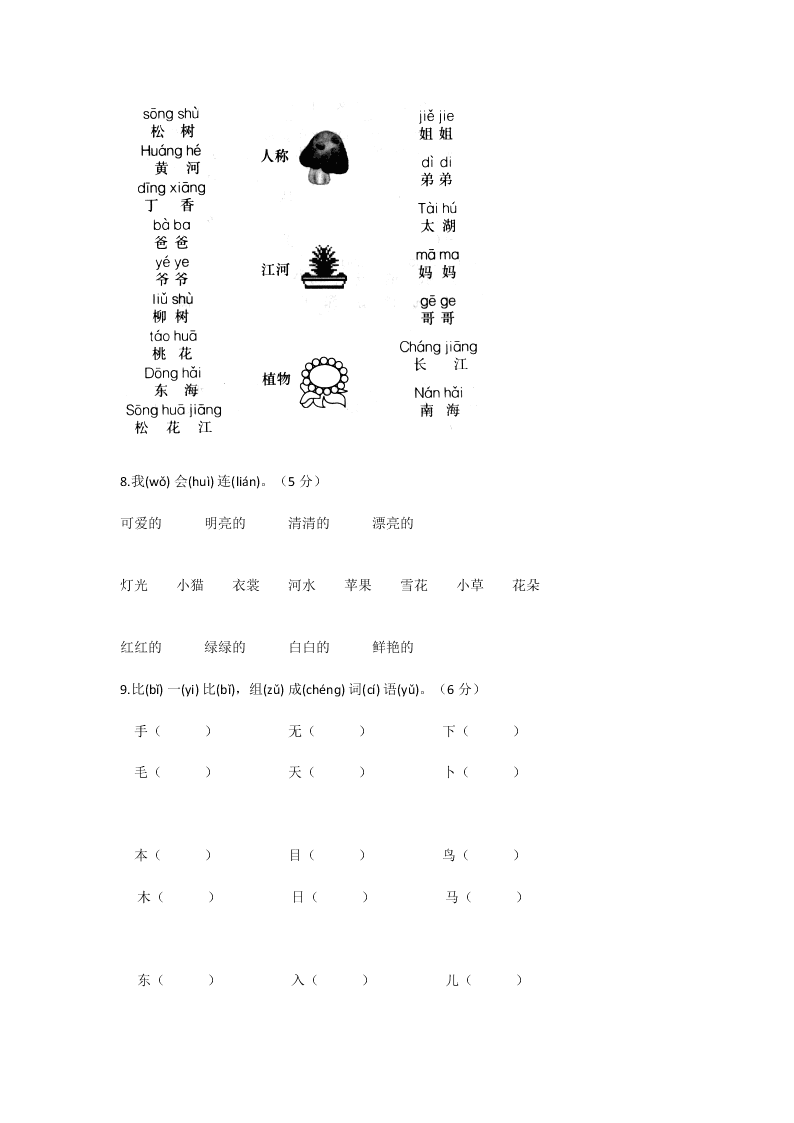 sōng shù
松 树
Huáng hé
黄 河
dīng xiāng
丁 香
bà ba
爸 爸
yé ye
爷 爷
liǔ shù
柳 树
táo huā
桃 花
Dōng hǎi
东 海
Sōng huā jiāng
松 花 江
人称
江河
植物
jiě jie
姐 姐
dì di
弟 弟
Tài hú
太 湖
mā ma
妈 妈
gē ge
哥 哥
Cháng jiāng
长 江
Nán hǎi
南 海
8.我(wǒ) 会(huì) 连(lián)。（5 分）
可爱的 明亮的 清清的 漂亮的
灯光 小猫 衣裳 河水 苹果 雪花 小草 花朵
红红的 绿绿的 白白的 鲜艳的
9.比(bǐ) 一(yi) 比(bǐ)，组(zǔ) 成(chéng) 词(cí) 语(yǔ)。（6 分）
手（ ） 无（ ） 下（ ）
毛（ ） 天（ ） 卜（ ）
本（ ） 目（ ） 鸟（ ）
木（ ） 日（ ） 马（ ）
东（ ） 入（ ） 儿（ ）